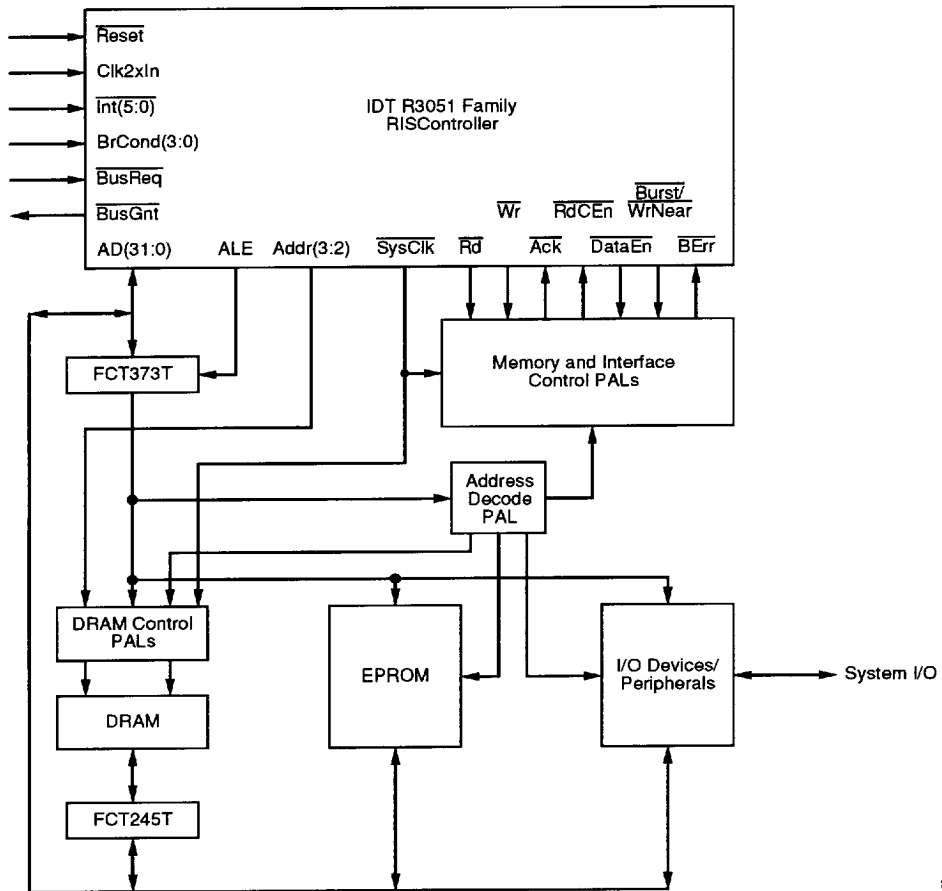 Reset
Clk2xIn
Int(5:0)
BrCond(3:0)
BusReq
BusGnt
IDT R3051 Family
RISController
Wr
RdCEn
Burst/
WrNear
AD(31:0)
ALE
Addr(3:2)
SysClk
Rd
Ack
DataEn
BErr
FCT373T
Memory and Interface
Control PALs
Address
Decode
PAL
DRAM Control
PALs
EPROM
I/O Devices/
Peripherals
System I/O
DRAM
FCT245T